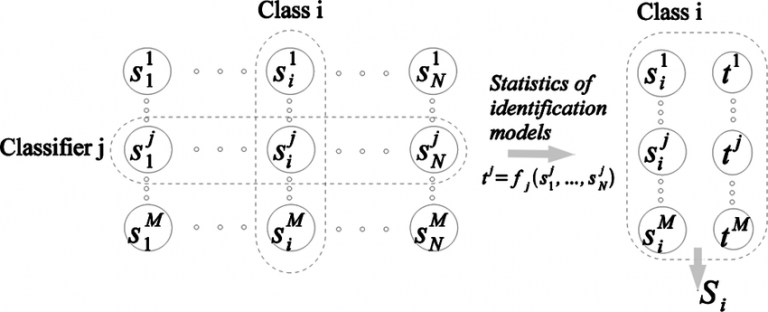 Class i
Class i
s_1^1 s_i^1 s_N^1
Statistics of
identification
models
s_i^1 t^1
Classifier j
s_1^j s_i^j s_N^j
t^j = f_j(s_1^j, ..., s_N^j)
s_i^j t^j
s_1^M s_i^M s_N^M
s_i^M t^M
S_i